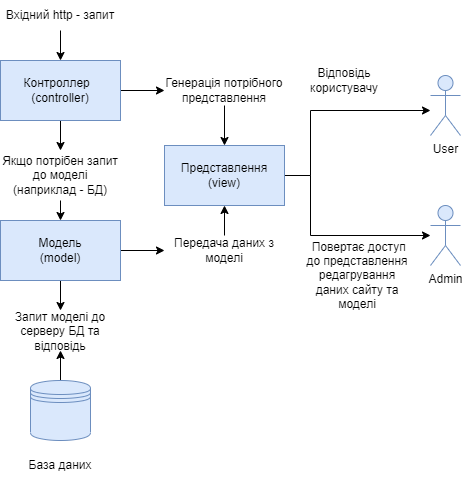 Вхідний http - запит
Контроллер
(controller)
Генерація потрібного
представлення
Відповідь
користувачу
User
Якщо потрібен запит
до моделі
(наприклад - БД)
Представлення
(view)
Модель
(model)
Передача даних з
моделі
Повертає доступ
до представлення
редагрування
даних сайту та
моделі
Admin
Запит моделі до
серверу БД та
відповідь
База даних